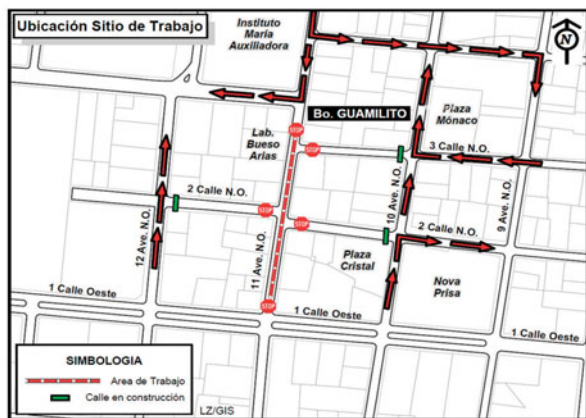 Ubicación Sitio de Trabajo
Instituto
María
Auxiliadora
N
Bo. GUAMILITO
Plaza
Mónaco
Lab.
Bueso
Arias
STOP
STOP
3 Calle N.O.
2 Calle N.O.
STOP
STOP
10 Ave. N.O.
9 Ave. N.O.
2 Calle N.O.
12 Ave. N.O.
11 Ave. N.O.
Plaza
Cristal
Nova
Prisa
1 Calle Oeste
STOP
1 Calle Oeste
1 Calle Oeste
SIMBOLOGIA
Area de Trabajo
Calle en construcción
LZ/GIS